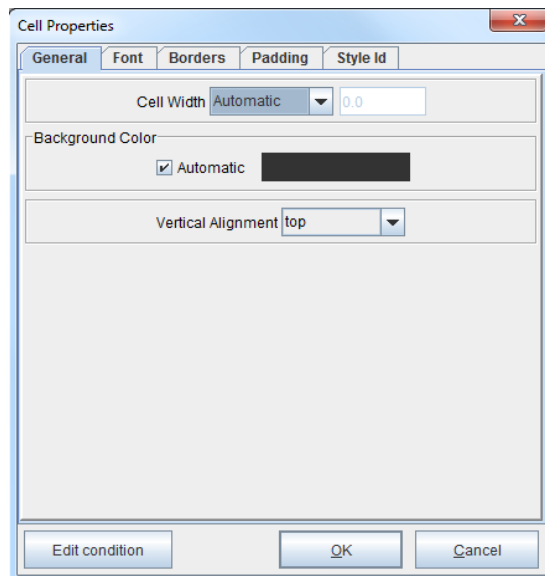 Cell Properties
General Font Borders Padding Style Id
Cell Width Automatic 0.0
Background Color
Automatic
Vertical Alignment top
Edit condition OK Cancel